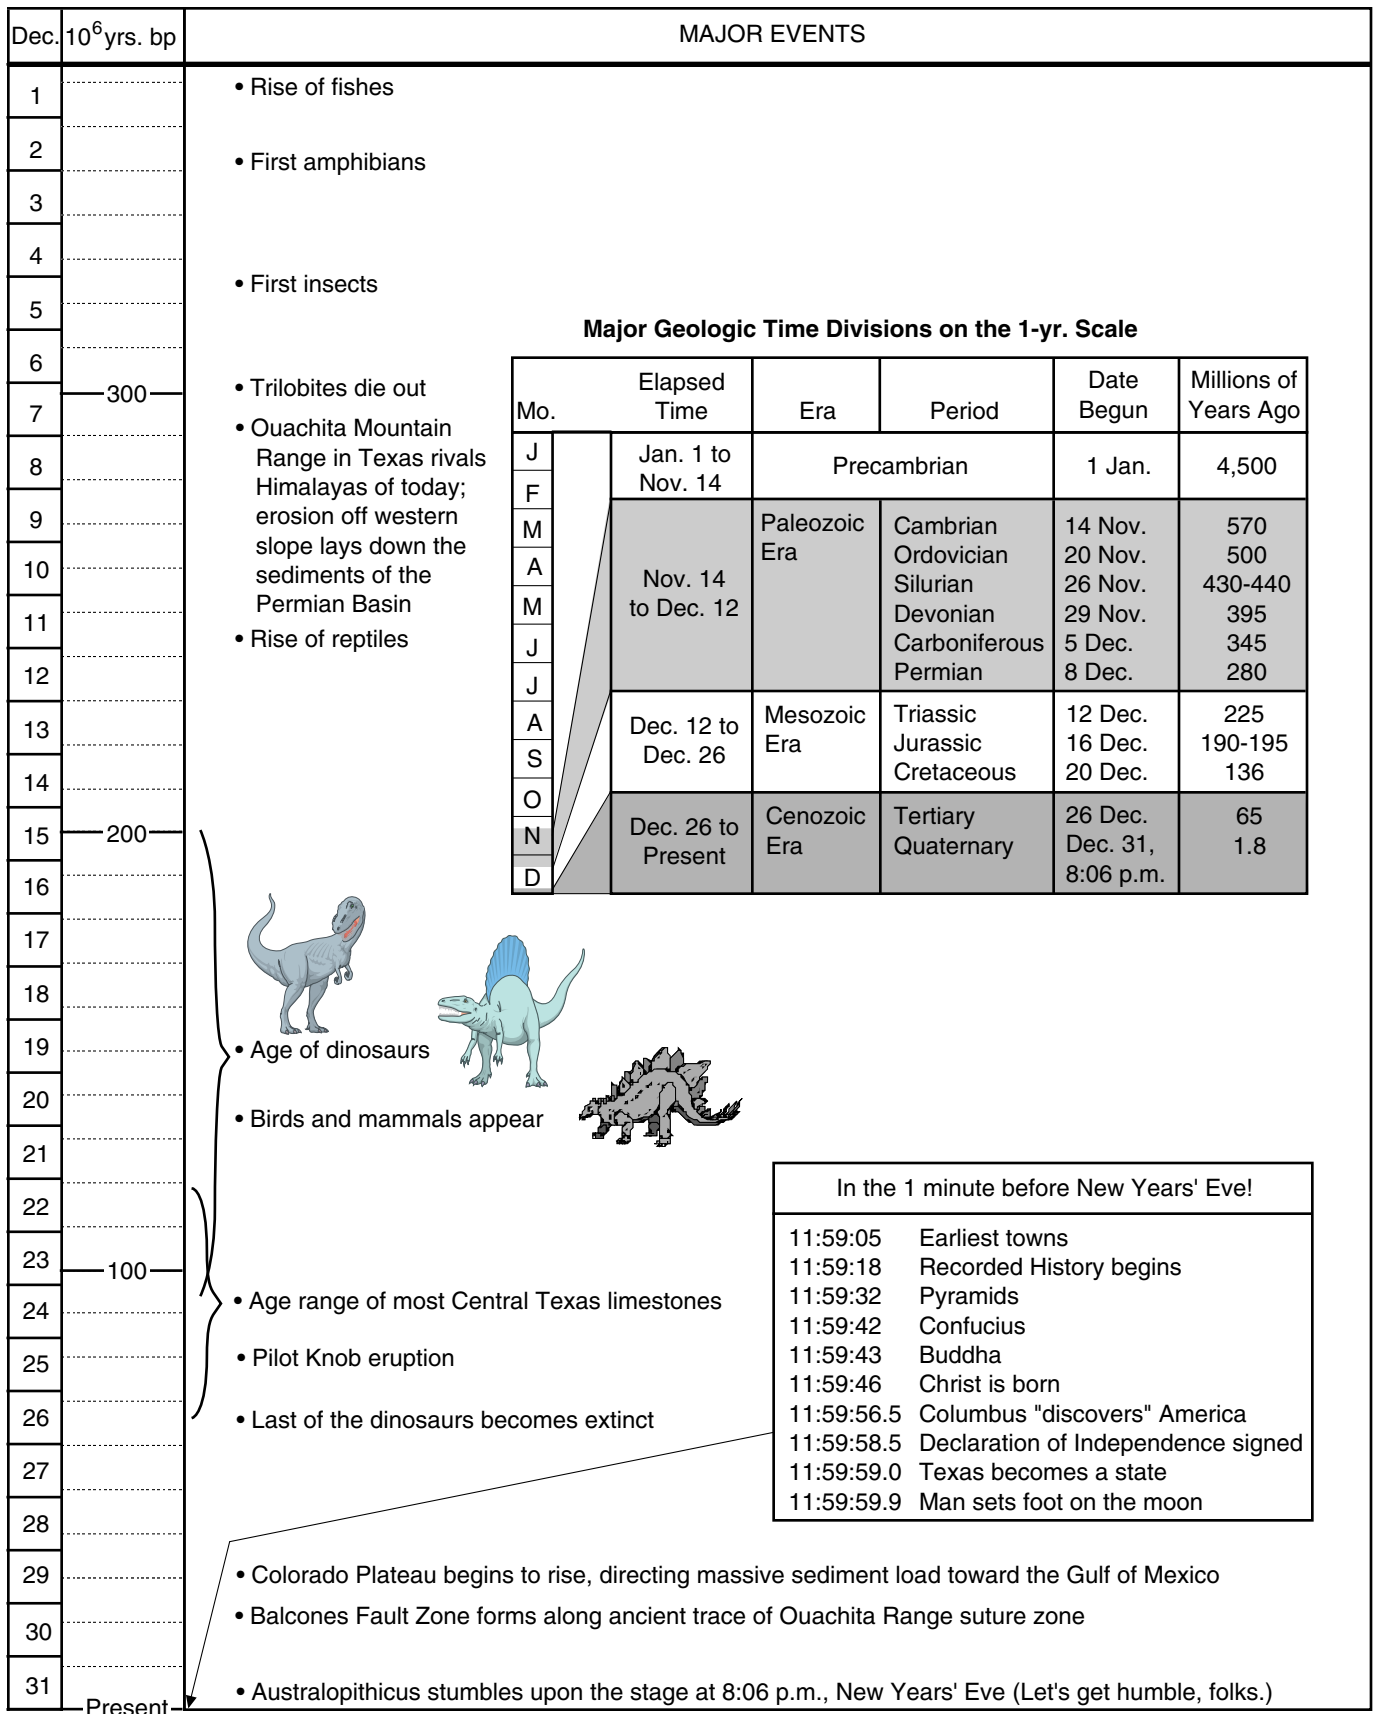 Dec. 10⁶ yrs. bp MAJOR EVENTS
1
2
3
4
5
6
7
8
9
10
11
12
13
14
15
16
17
18
19
20
21
22
23
24
25
26
27
28
29
30
31
300
200
100
Present
• Rise of fishes
• First amphibians
• First insects
• Trilobites die out
• Ouachita Mountain
Range in Texas rivals
Himalayas of today;
erosion off western
slope lays down the
sediments of the
Permian Basin
• Rise of reptiles
Major Geologic Time Divisions on the 1-yr. Scale
Mo. Elapsed Time Era Period Date Begun Millions of Years Ago
J
F
M
A
M
J
J
A
S
O
N
D
Jan. 1 to Nov. 14 Precambrian 1 Jan. 4,500
Nov. 14 to Dec. 12 Paleozoic Era
Cambrian 14 Nov. 570
Ordovician 20 Nov. 500
Silurian 26 Nov. 430-440
Devonian 29 Nov. 395
Carboniferous 5 Dec. 345
Permian 8 Dec. 280
Dec. 12 to Dec. 26 Mesozoic Era
Triassic 12 Dec. 225
Jurassic 16 Dec. 190-195
Cretaceous 20 Dec. 136
Dec. 26 to Present Cenozoic Era
Tertiary 26 Dec. 65
Quaternary Dec. 31, 8:06 p.m. 1.8
• Age of dinosaurs
• Birds and mammals appear
In the 1 minute before New Years' Eve!
11:59:05 Earliest towns
11:59:18 Recorded History begins
11:59:32 Pyramids
11:59:42 Confucius
11:59:43 Buddha
11:59:46 Christ is born
11:59:56.5 Columbus "discovers" America
11:59:58.5 Declaration of Independence signed
11:59:59.0 Texas becomes a state
11:59:59.9 Man sets foot on the moon
• Age range of most Central Texas limestones
• Pilot Knob eruption
• Last of the dinosaurs becomes extinct
• Colorado Plateau begins to rise, directing massive sediment load toward the Gulf of Mexico
• Balcones Fault Zone forms along ancient trace of Ouachita Range suture zone
• Australopithicus stumbles upon the stage at 8:06 p.m., New Years' Eve (Let's get humble, folks.)